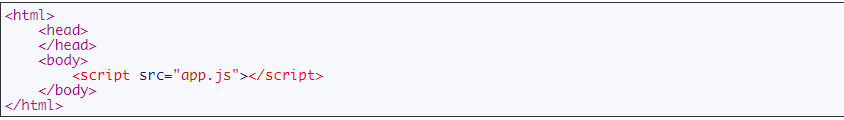 <html>
    <head>
    </head>
    <body>
        <script src="app.js"></script>
    </body>
</html>